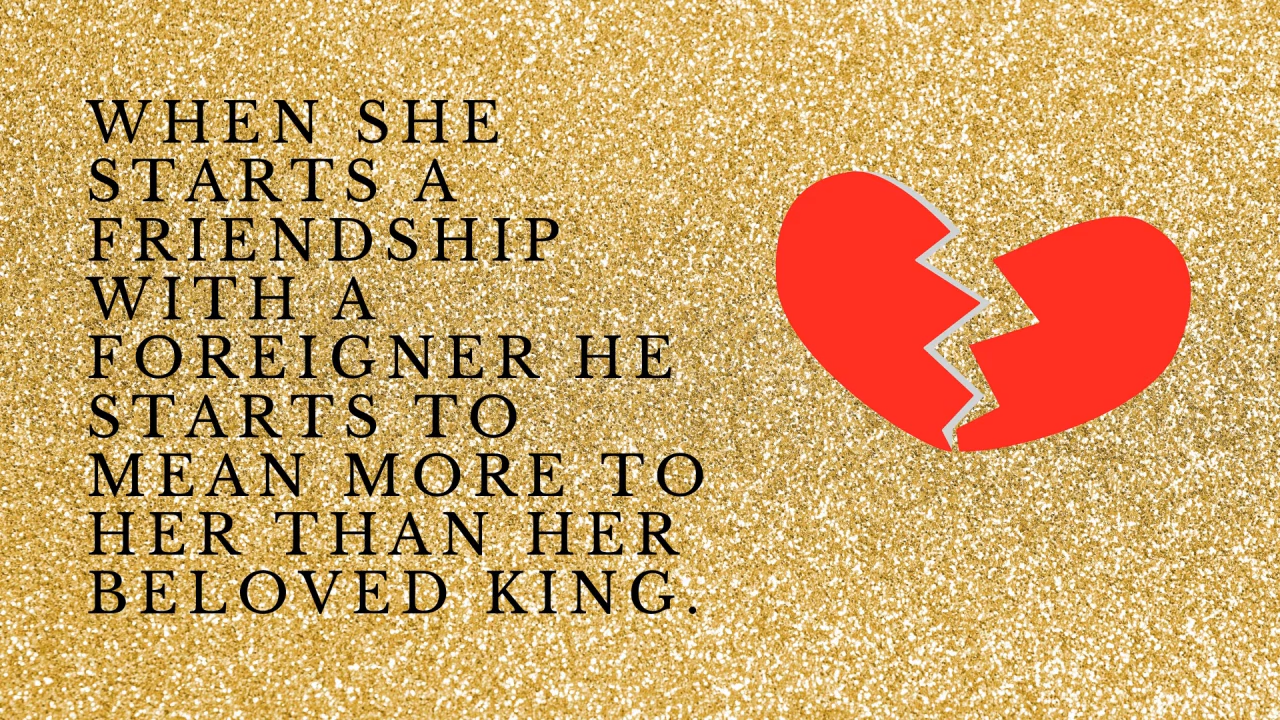 WHEN SHE
STARTS A
FRIENDSHIP
WITH A
FOREIGNER HE
STARTS TO
MEAN MORE TO
HER THAN HER
BELOVED KING.